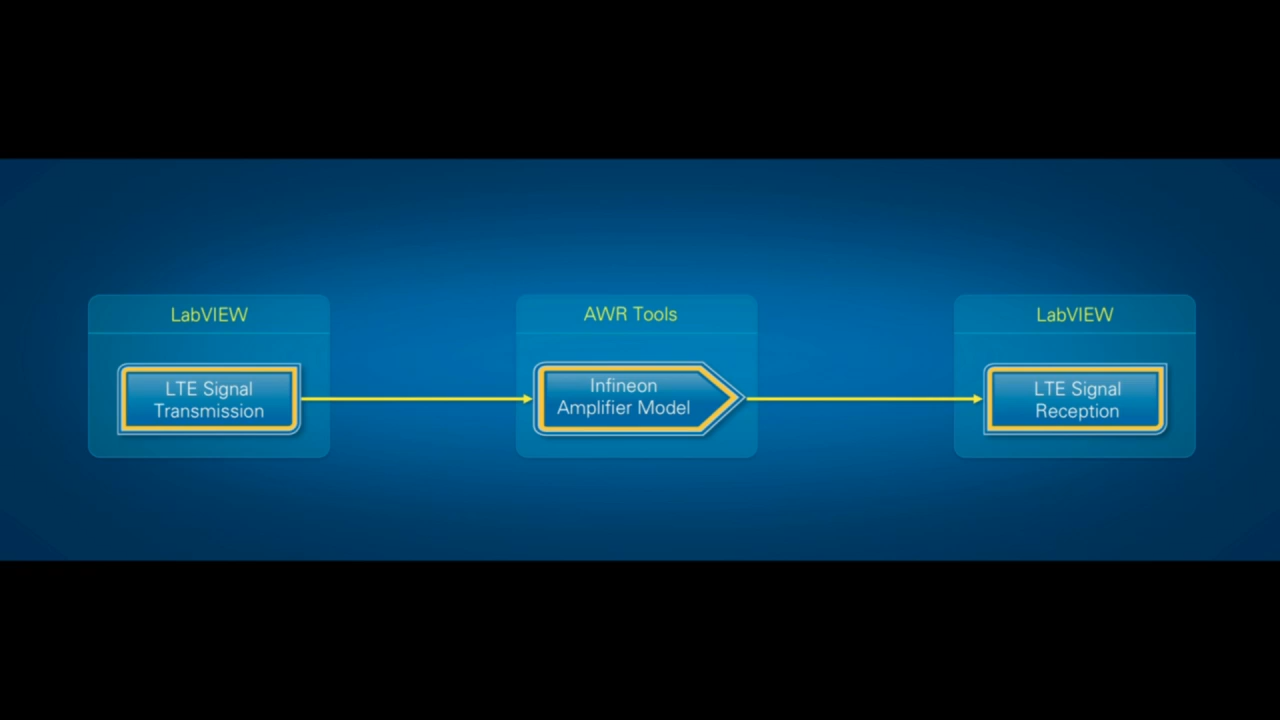 LabVIEW
LTE Signal
Transmission
AWR Tools
Infineon
Amplifier Model
LabVIEW
LTE Signal
Reception